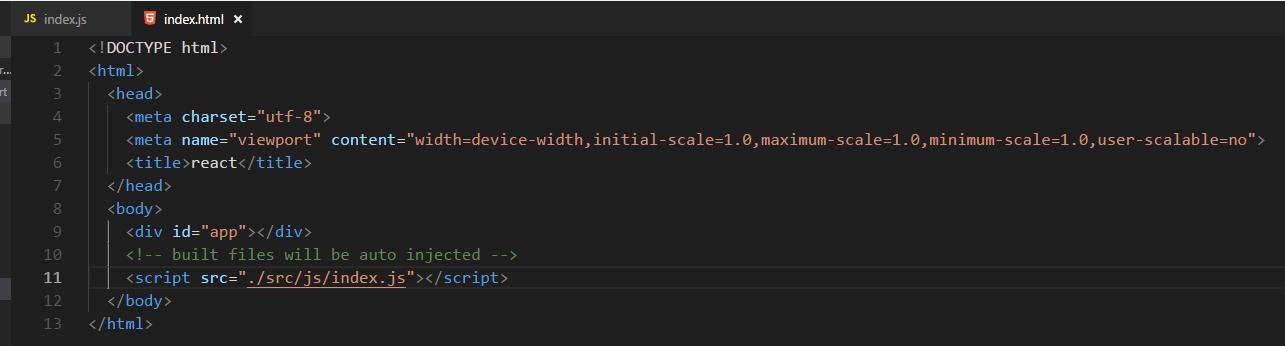 JS index.js index.html ×
1 <!DOCTYPE html>
2 <html>
3 <head>
4 <meta charset="utf-8">
5 <meta name="viewport" content="width=device-width,initial-scale=1.0,maximum-scale=1.0,minimum-scale=1.0,user-scalable=no">
6 <title>react</title>
7 </head>
8 <body>
9 <div id="app"></div>
10 <!-- built files will be auto injected -->
11 <script src="./src/js/index.js"></script>
12 </body>
13 </html>